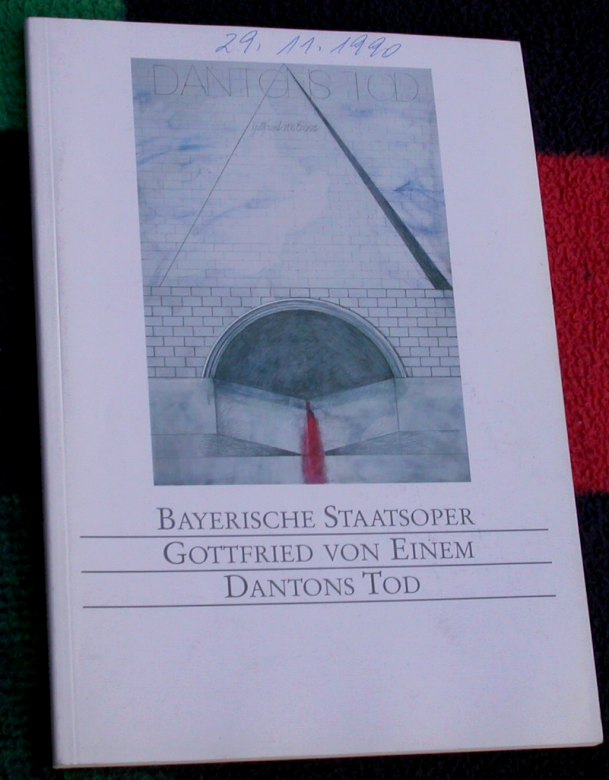 29. 11. 1990
DANTONS TOD
BAYERISCHE STAATSOPER
GOTTFRIED VON EINEM
DANTONS TOD